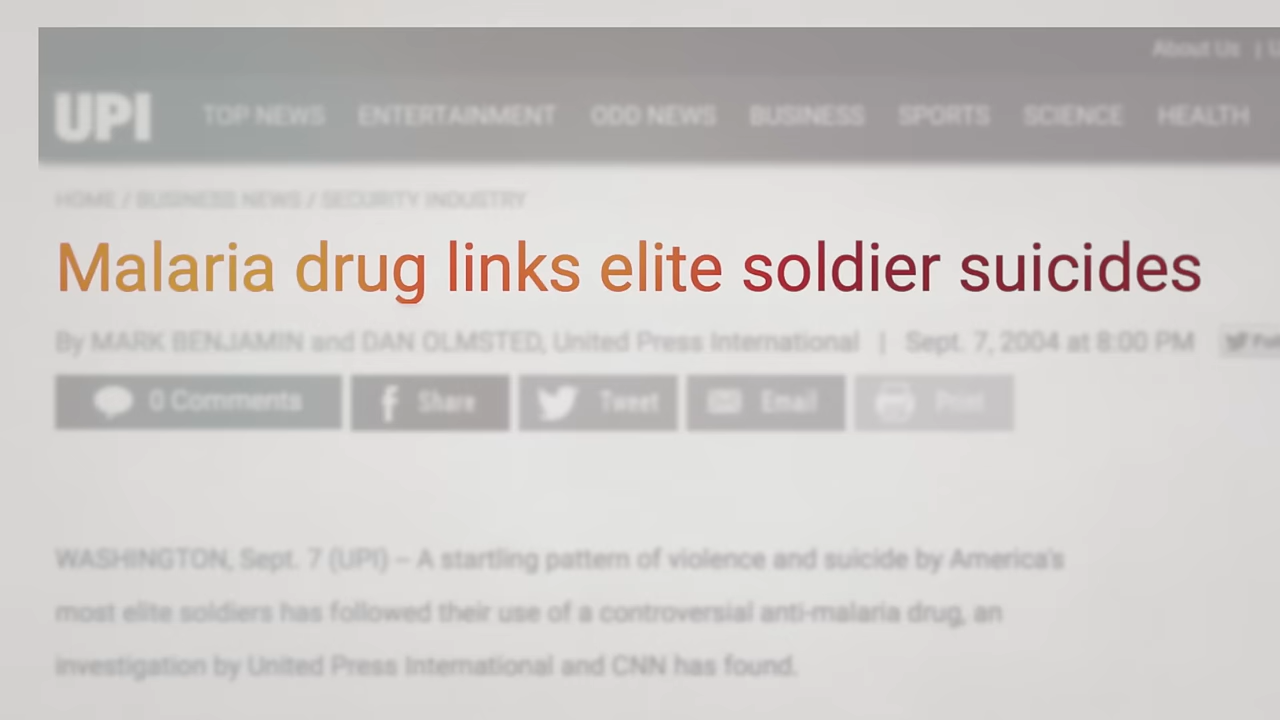 About Us |
UPI TOP NEWS ENTERTAINMENT ODD NEWS BUSINESS SPORTS SCIENCE HEALTH
HOME / BUSINESS NEWS / SECURITY INDUSTRY
Malaria drug links elite soldier suicides
By MARK BENJAMIN and DAN OLMSTED, United Press International | Sept. 7, 2004 at 8:00 PM
0 Comments Share Tweet Email Print
WASHINGTON, Sept. 7 (UPI) -- A startling pattern of violence and suicide by America's
most elite soldiers has followed their use of a controversial anti-malaria drug, an
investigation by United Press International and CNN has found.